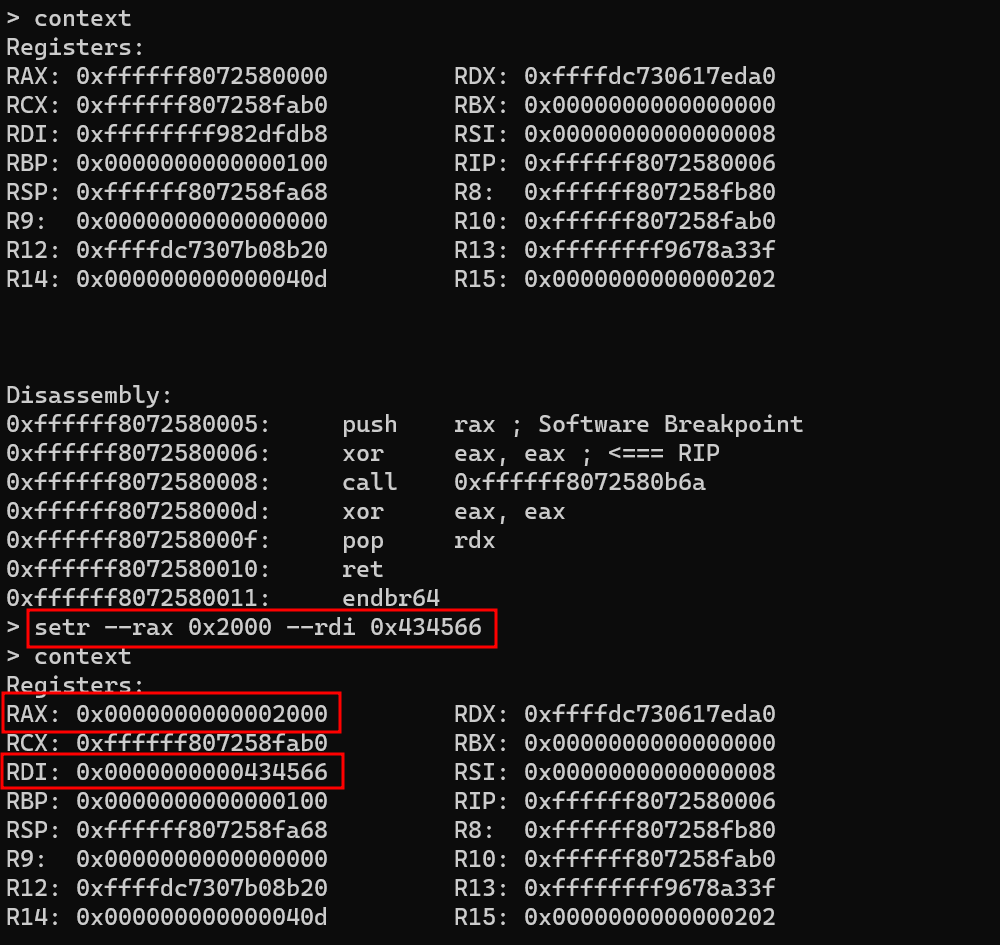 > context
Registers:
RAX: 0xffffff8072580000         RDX: 0xffffdc730617eda0
RCX: 0xffffff807258fab0         RBX: 0x0000000000000000
RDI: 0xffffffff982dfdb8         RSI: 0x0000000000000008
RBP: 0x0000000000000100         RIP: 0xffffff8072580006
RSP: 0xffffff807258fa68         R8:  0xffffff807258fb80
R9:  0x0000000000000000         R10: 0xffffff807258fab0
R12: 0xffffdc7307b08b20         R13: 0xffffffff9678a33f
R14: 0x000000000000040d         R15: 0x0000000000000202
Disassembly:
0xffffff8072580005:     push    rax ; Software Breakpoint
0xffffff8072580006:     xor     eax, eax ; <=== RIP
0xffffff8072580008:     call    0xffffff8072580b6a
0xffffff807258000d:     xor     eax, eax
0xffffff807258000f:     pop     rdx
0xffffff8072580010:     ret
0xffffff8072580011:     endbr64
> setr --rax 0x2000 --rdi 0x434566
> context
Registers:
RAX: 0x0000000000002000         RDX: 0xffffdc730617eda0
RCX: 0xffffff807258fab0         RBX: 0x0000000000000000
RDI: 0x0000000000434566         RSI: 0x0000000000000008
RBP: 0x0000000000000100         RIP: 0xffffff8072580006
RSP: 0xffffff807258fa68         R8:  0xffffff807258fb80
R9:  0x0000000000000000         R10: 0xffffff807258fab0
R12: 0xffffdc7307b08b20         R13: 0xffffffff9678a33f
R14: 0x000000000000040d         R15: 0x0000000000000202